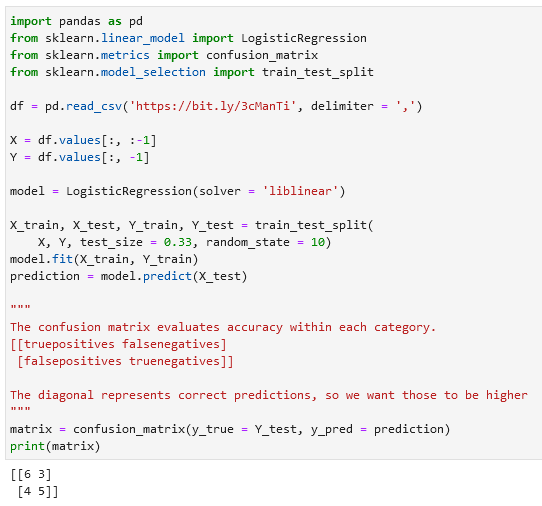 import pandas as pd
from sklearn.linear_model import LogisticRegression
from sklearn.metrics import confusion_matrix
from sklearn.model_selection import train_test_split

df = pd.read_csv('https://bit.ly/3cManTi', delimiter = ',')

X = df.values[:, :-1]
Y = df.values[:, -1]

model = LogisticRegression(solver = 'liblinear')

X_train, X_test, Y_train, Y_test = train_test_split(
    X, Y, test_size = 0.33, random_state = 10)
model.fit(X_train, Y_train)
prediction = model.predict(X_test)

"""
The confusion matrix evaluates accuracy within each category.
[[truepositives falsenegatives]
 [falsepositives truenegatives]]

The diagonal represents correct predictions, so we want those to be higher
"""
matrix = confusion_matrix(y_true = Y_test, y_pred = prediction)
print(matrix)
[[6 3]
 [4 5]]